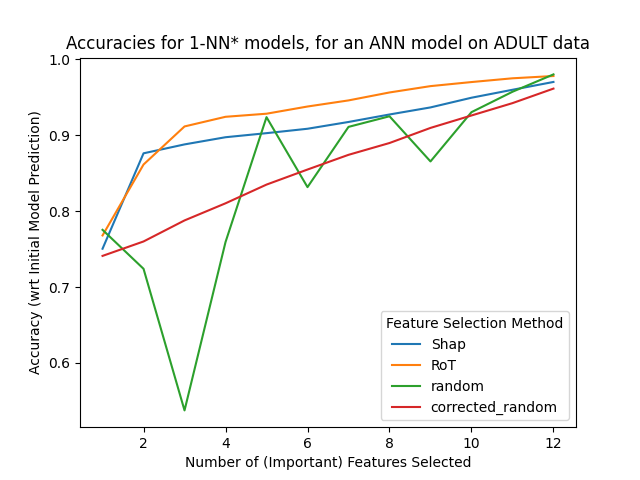 Accuracies for 1-NN* models, for an ANN model on ADULT data
Accuracy (wrt Initial Model Prediction)
1.0
0.9
0.8
0.7
0.6
Feature Selection Method
Shap
RoT
random
corrected_random
2
4
6
8
10
12
Number of (Important) Features Selected